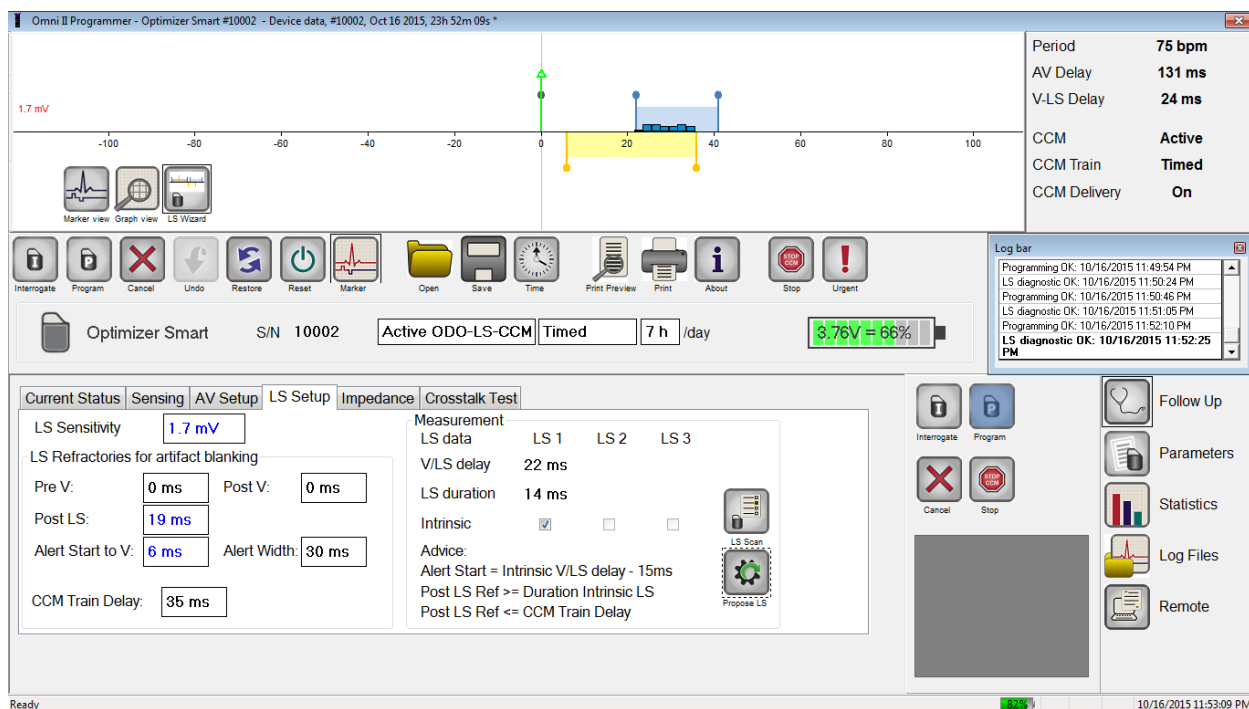 Omni II Programmer - Optimizer Smart #10002 - Device data, #10002, Oct 16 2015, 23h 52m 09s *
1.7 mV
-100 -80 -60 -40 -20 0 20 40 60 80 100
Marker view Graph view LS Wizard
Period 75 bpm
AV Delay 131 ms
V-LS Delay 24 ms
CCM Active
CCM Train Timed
CCM Delivery On
Interrogate Program Cancel Undo Restore Reset Marker Open Save Time Print Preview Print About STOP CCM Stop Urgent
Log bar
Programming OK: 10/16/2015 11:49:54 PM
LS diagnostic OK: 10/16/2015 11:50:24 PM
Programming OK: 10/16/2015 11:50:46 PM
LS diagnostic OK: 10/16/2015 11:51:05 PM
Programming OK: 10/16/2015 11:52:10 PM
LS diagnostic OK: 10/16/2015 11:52:25
PM
Optimizer Smart S/N 10002 Active ODO-LS-CCM Timed 7 h /day 3.76V = 66%
Current Status Sensing AV Setup LS Setup Impedance Crosstalk Test
LS Sensitivity 1.7 mV
LS Refractories for artifact blanking
Pre V: 0 ms Post V: 0 ms
Post LS: 19 ms
Alert Start to V: 6 ms Alert Width: 30 ms
CCM Train Delay: 35 ms
Measurement
LS data LS 1 LS 2 LS 3
V/LS delay 22 ms
LS duration 14 ms
Intrinsic
Advice:
Alert Start = Intrinsic V/LS delay - 15ms
Post LS Ref >= Duration Intrinsic LS
Post LS Ref <= CCM Train Delay
LS Scan
Propose LS
Interrogate Program
STOP CCM
Cancel Stop
Follow Up
Parameters
Statistics
Log Files
Remote
Ready 82% 10/16/2015 11:53:09 PM